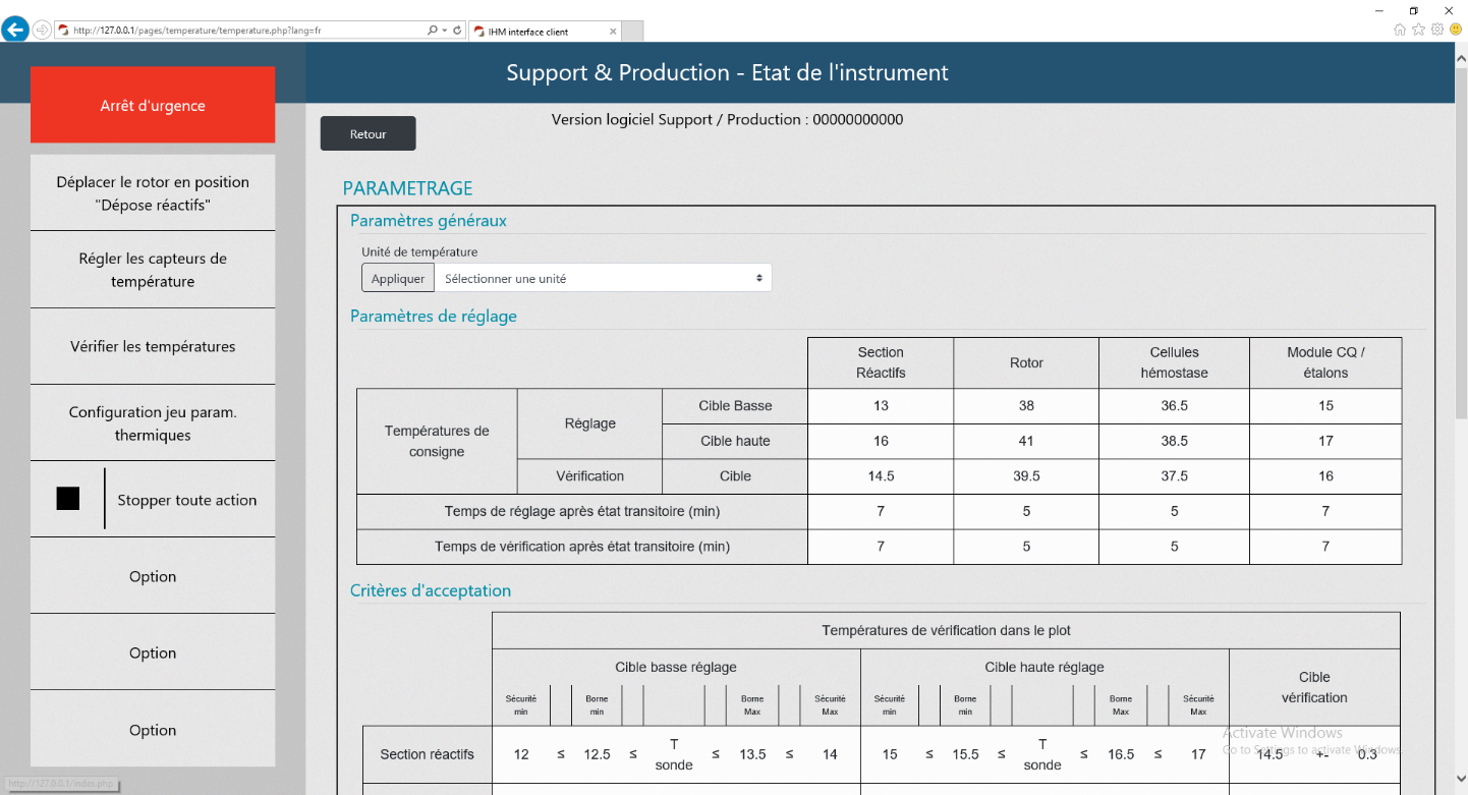 http://127.0.0.1/pages/temperature/temperature.php?lang=fr
IHM interface client
Support & Production - Etat de l'instrument
Arrêt d'urgence
Déplacer le rotor en position
"Dépose réactifs"
Régler les capteurs de
température
Vérifier les températures
Configuration jeu param.
thermiques
Stopper toute action
Option
Option
Option
http://127.0.0.1/index.php
Retour
Version logiciel Support / Production : 00000000000
PARAMETRAGE
Paramètres généraux
Unité de température
Appliquer Sélectionner une unité
Paramètres de réglage
Section Réactifs Rotor Cellules hémostase Module CQ / étalons
Températures de consigne Réglage Cible Basse 13 38 36.5 15
Cible haute 16 41 38.5 17
Vérification Cible 14.5 39.5 37.5 16
Temps de réglage après état transitoire (min) 7 5 5 7
Temps de vérification après état transitoire (min) 7 5 5 7
Critères d'acceptation
Températures de vérification dans le plot
Cible basse réglage Cible haute réglage Cible vérification
Sécurité min Borne min Borne Max Sécurité Max Sécurité min Borne min Borne Max Sécurité Max
Section réactifs 12 ≤ 12.5 ≤ T sonde ≤ 13.5 ≤ 14 15 ≤ 15.5 ≤ T sonde ≤ 16.5 ≤ 17 14.5 +- 0.3
Activate Windows
Go to Settings to activate Windows.